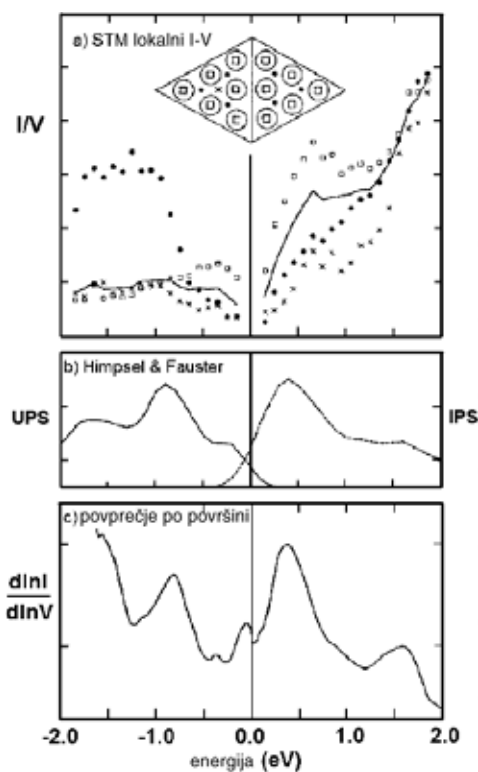 a) STM lokalni I-V
I/V
b) Himpsel & Fauster
UPS
IPS
c) povprečje po površini
dlnI
dlnV
-2.0 -1.0 0.0 1.0 2.0
energija (eV)